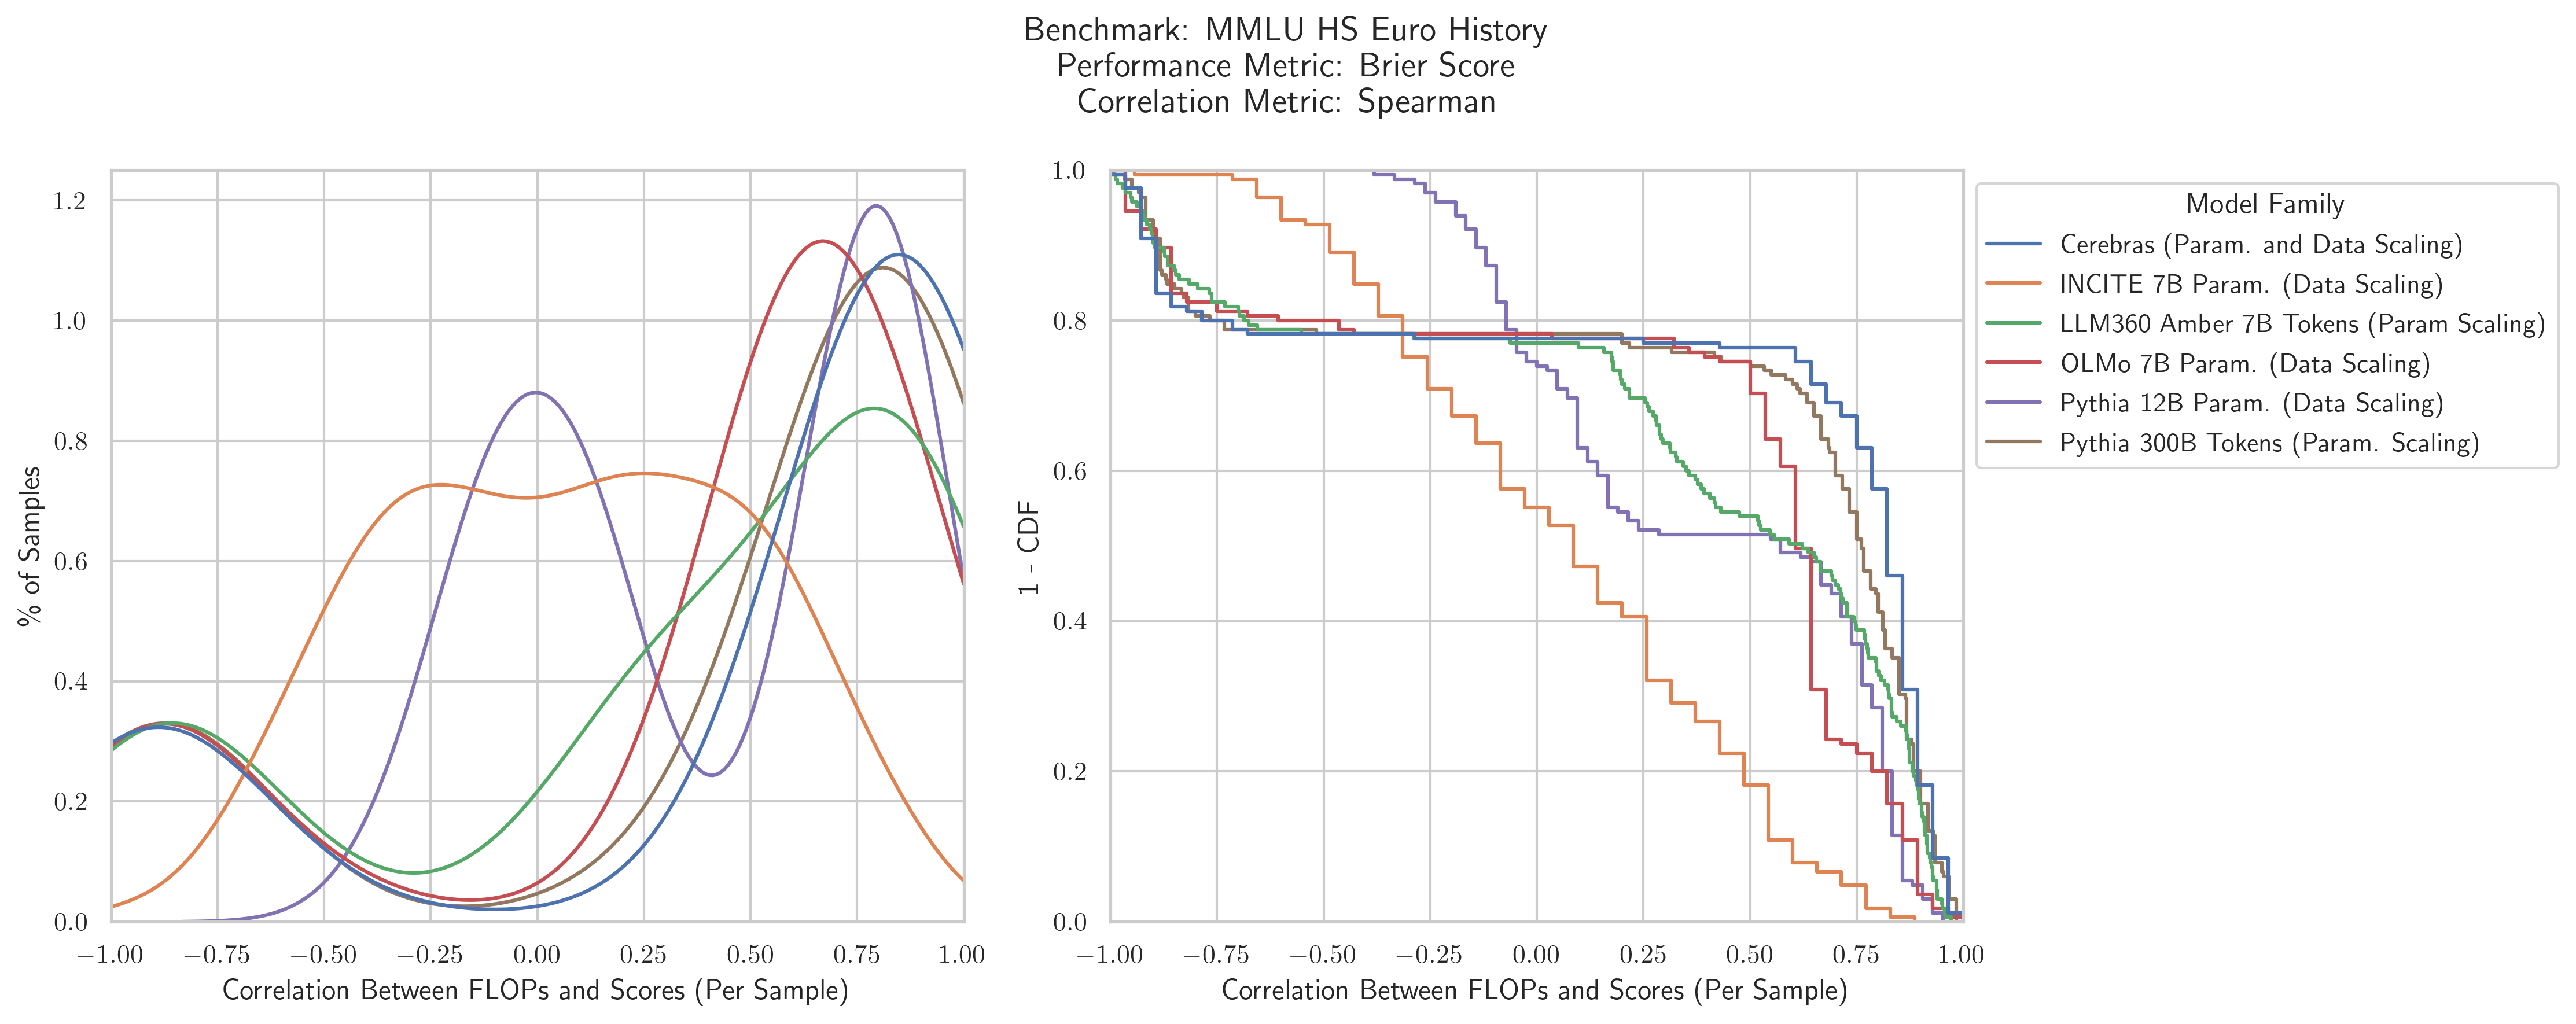 Benchmark: MMLU HS Euro History
Performance Metric: Brier Score
Correlation Metric: Spearman
% of Samples
1.2
1.0
0.8
0.6
0.4
0.2
0.0
−1.00 −0.75 −0.50 −0.25 0.00 0.25 0.50 0.75 1.00
Correlation Between FLOPs and Scores (Per Sample)
1 - CDF
1.0
0.8
0.6
0.4
0.2
0.0
−1.00 −0.75 −0.50 −0.25 0.00 0.25 0.50 0.75 1.00
Correlation Between FLOPs and Scores (Per Sample)
Model Family
Cerebras (Param. and Data Scaling)
INCITE 7B Param. (Data Scaling)
LLM360 Amber 7B Tokens (Param Scaling)
OLMo 7B Param. (Data Scaling)
Pythia 12B Param. (Data Scaling)
Pythia 300B Tokens (Param. Scaling)